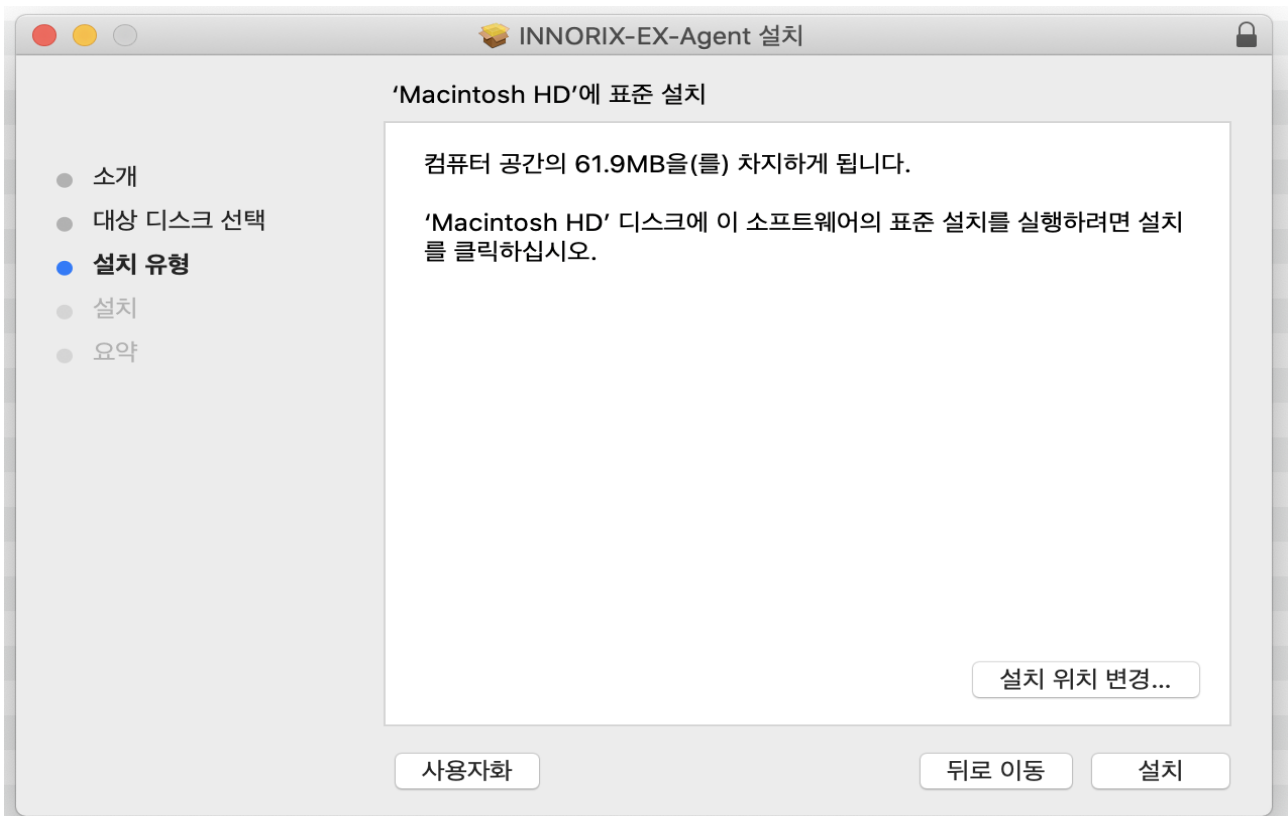 INNORIX-EX-Agent 설치
‘Macintosh HD’에 표준 설치
소개
대상 디스크 선택
설치 유형
설치
요약
컴퓨터 공간의 61.9MB을(를) 차지하게 됩니다.
‘Macintosh HD’ 디스크에 이 소프트웨어의 표준 설치를 실행하려면 설치
를 클릭하십시오.
설치 위치 변경...
사용자화
뒤로 이동
설치